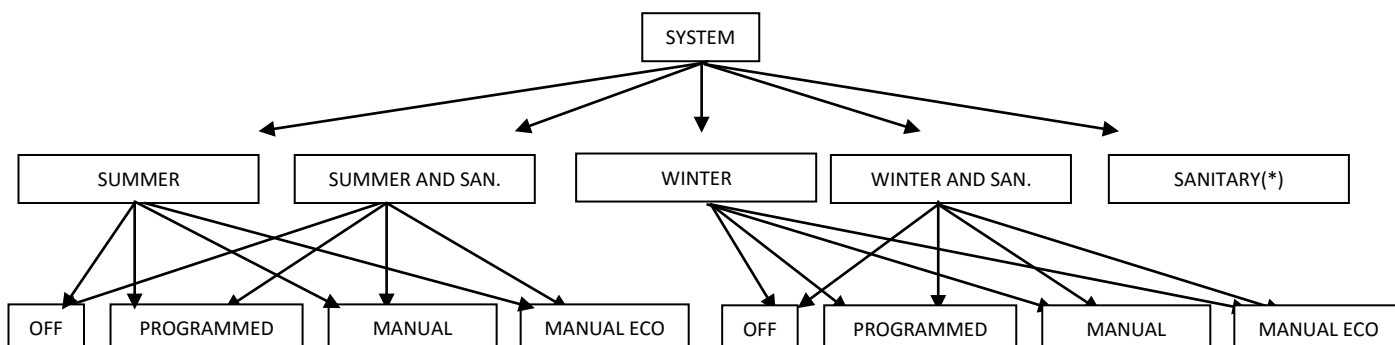 SYSTEM
SUMMER
SUMMER AND SAN.
WINTER
WINTER AND SAN.
SANITARY(*)
OFF
PROGRAMMED
MANUAL
MANUAL ECO
OFF
PROGRAMMED
MANUAL
MANUAL ECO